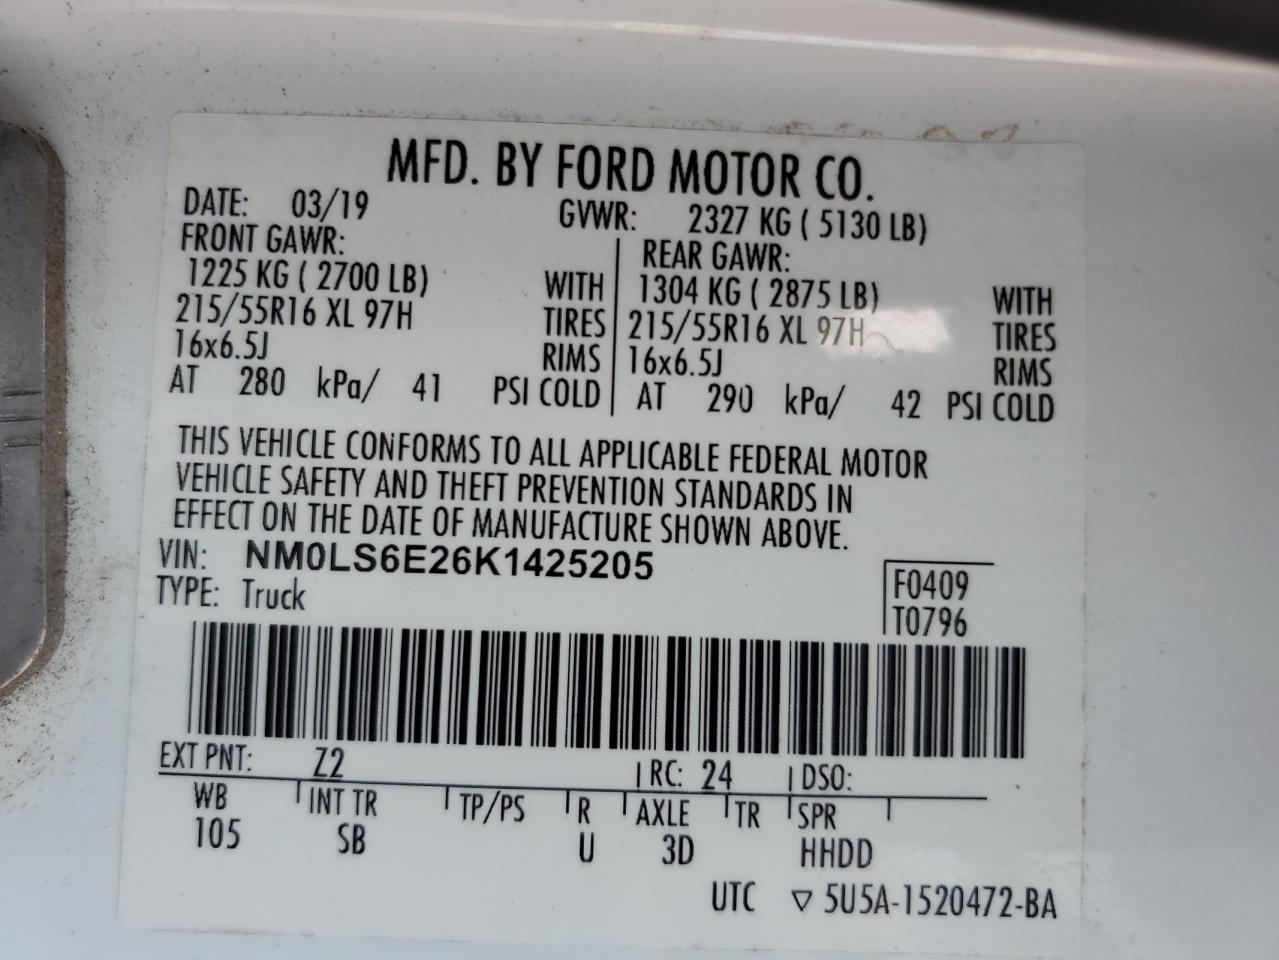 MFD. BY FORD MOTOR CO.
DATE: 03/19 GVWR: 2327 KG ( 5130 LB)
FRONT GAWR: REAR GAWR:
1225 KG ( 2700 LB) WITH 1304 KG ( 2875 LB) WITH
215/55R16 XL 97H TIRES 215/55R16 XL 97H TIRES
16x6.5J RIMS 16x6.5J RIMS
AT 280 kPa/ 41 PSI COLD AT 290 kPa/ 42 PSI COLD
THIS VEHICLE CONFORMS TO ALL APPLICABLE FEDERAL MOTOR
VEHICLE SAFETY AND THEFT PREVENTION STANDARDS IN
EFFECT ON THE DATE OF MANUFACTURE SHOWN ABOVE.
VIN: NM0LS6E26K1425205
TYPE: Truck
F0409
T0796
EXT PNT: Z2 RC: 24 DSO:
WB INT TR TP/PS R AXLE TR SPR
105 SB U 3D HHDD
UTC ▽ 5U5A-1520472-BA